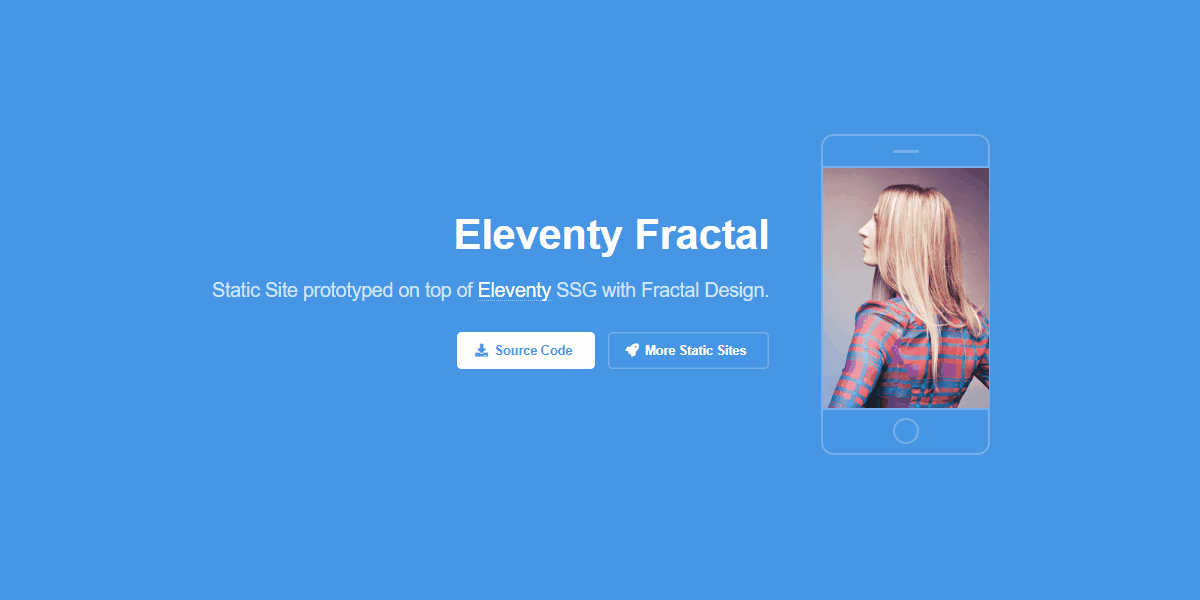 Eleventy Fractal
Static Site prototyped on top of Eleventy SSG with Fractal Design.
Source Code
More Static Sites